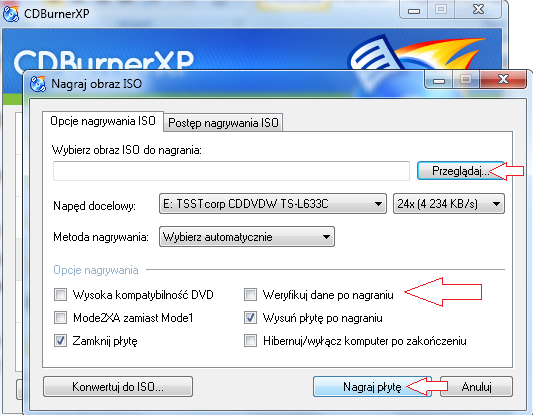 CDBurnerXP
CDBurnerXP
Nagraj obraz ISO
Opcje nagrywania ISO
Postęp nagrywania ISO
Wybierz obraz ISO do nagrania:
Przeglądaj...
Napęd docelowy:
E: TSSTcorp CDDVDW TS-L633C
24x (4 234 KB/s)
Metoda nagrywania:
Wybierz automatycznie
Opcje nagrywania
Wysoka kompatybilność DVD
Weryfikuj dane po nagraniu
Mode2XA zamiast Mode1
Wysuń płytę po nagraniu
Zamknij płytę
Hibernuj/wyłącz komputer po zakończeniu
Konwertuj do ISO...
Nagraj płytę
Anuluj